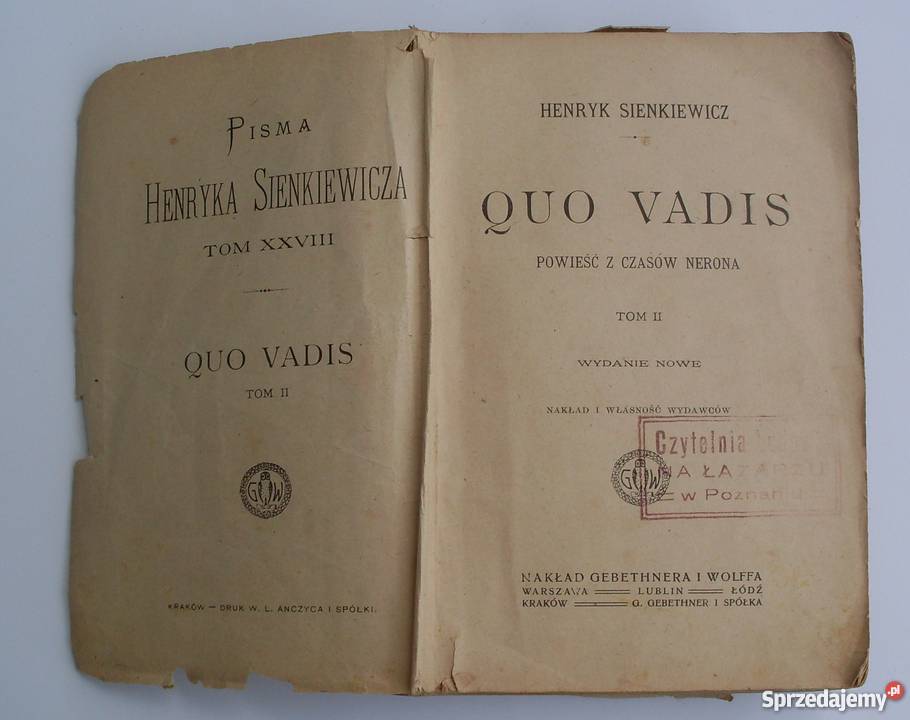 PISMA
HENRYKA SIENKIEWICZA
TOM XXVIII
QUO VADIS
TOM II
G W
KRAKÓW — DRUK W. L. ANCZYCA I SPÓŁKI.
HENRYK SIENKIEWICZ
QUO VADIS
POWIEŚĆ Z CZASÓW NERONA
TOM II
WYDANIE NOWE
NAKŁAD I WŁASNOŚĆ WYDAWCÓW
Czytelnia
NA ŁAZARZU
w Poznaniu
G W
NAKŁAD GEBETHNERA I WOLFFA
WARSZAWA LUBLIN ŁÓDŹ
KRAKÓW G. GEBETHNER I SPÓŁKA
Sprzedajemy.pl